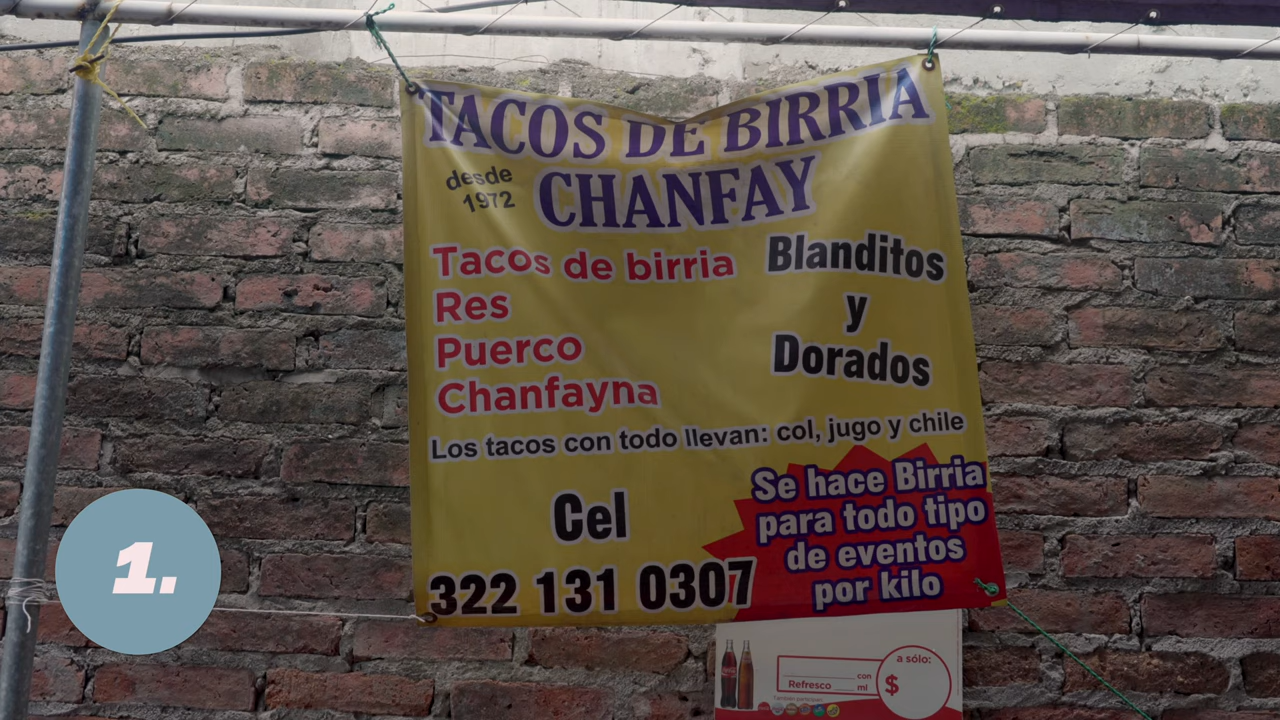 TACOS DE BIRRIA
desde
1972
CHANFAY
Tacos de birria
Res
Puerco
Chanfayna
Blanditos
y
Dorados
Los tacos con todo llevan: col, jugo y chile
Cel
322 131 0307
Se hace Birria
para todo tipo
de eventos
por kilo
1.
a sólo:
con
Refresco ml
$